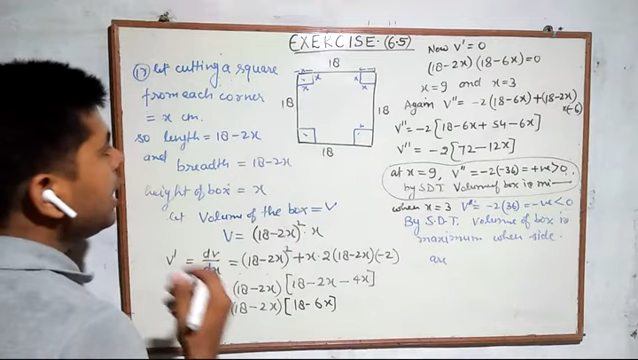 EXERCISE.(6.5)
(17) Let cutting a square
from each corner
= x cm.
so length = 18-2x
and
breadth = 18-2x
height of box = x
let Volume of the box = V
V = (18-2x)² · x
V' = dv/dx = (18-2x)² + x·2(18-2x)(-2)
(18-2x) [18-2x-4x]
(18-2x) [18-6x]
x
x
x
x
18
18
18
18
Now V' = 0
(18-2x)(18-6x) = 0
x = 9 and x = 3
Again V'' = -2(18-6x) + (18-2x)
x(-6)
V'' = -2[18-6x + 54-6x]
V'' = -2[72-12x]
at x = 9, V'' = -2(-36) = +ve > 0
by S.D.T. Volume of box is mi
when x = 3 V'' = -2(36) = -ve < 0
By S.D.T. Volume of box is
maximum when side.
are